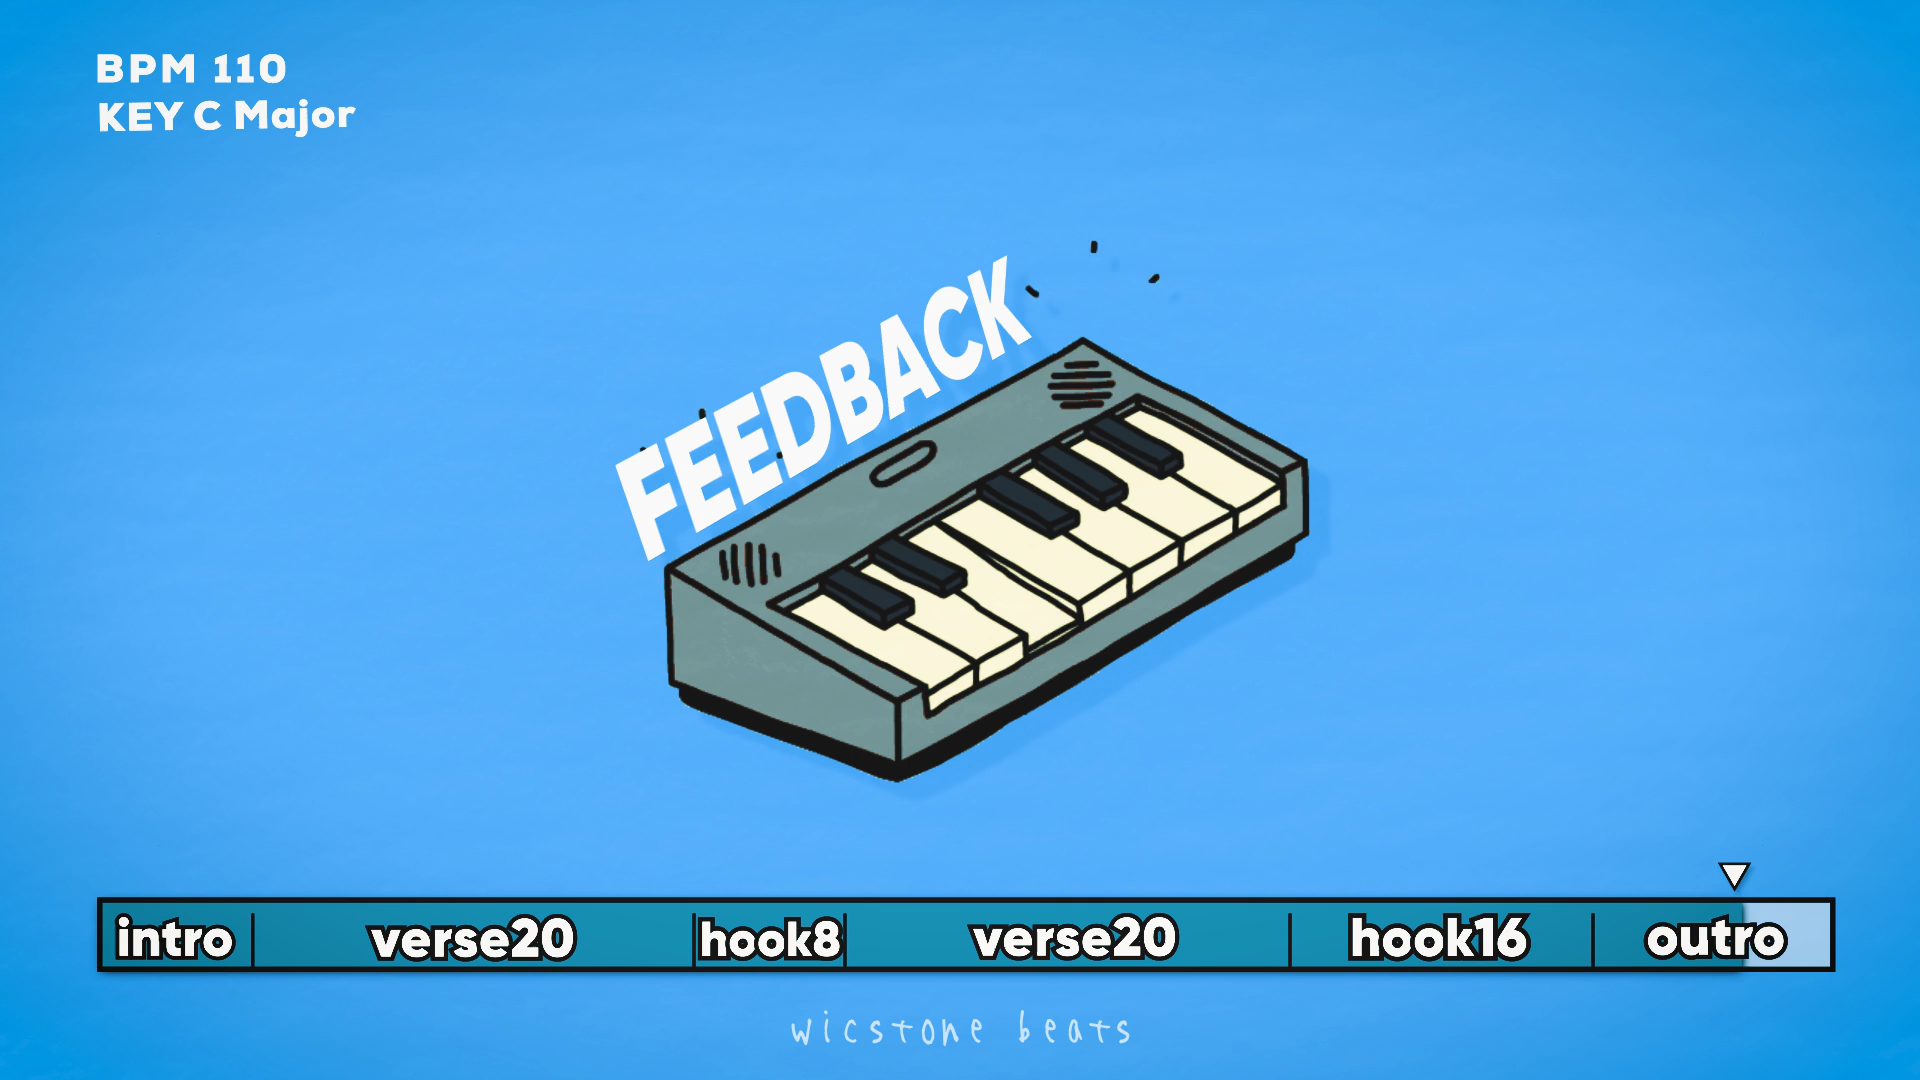 BPM 110
KEY C Major
FEEDBACK
intro verse20 hook8 verse20 hook16 outro
wicstone beats